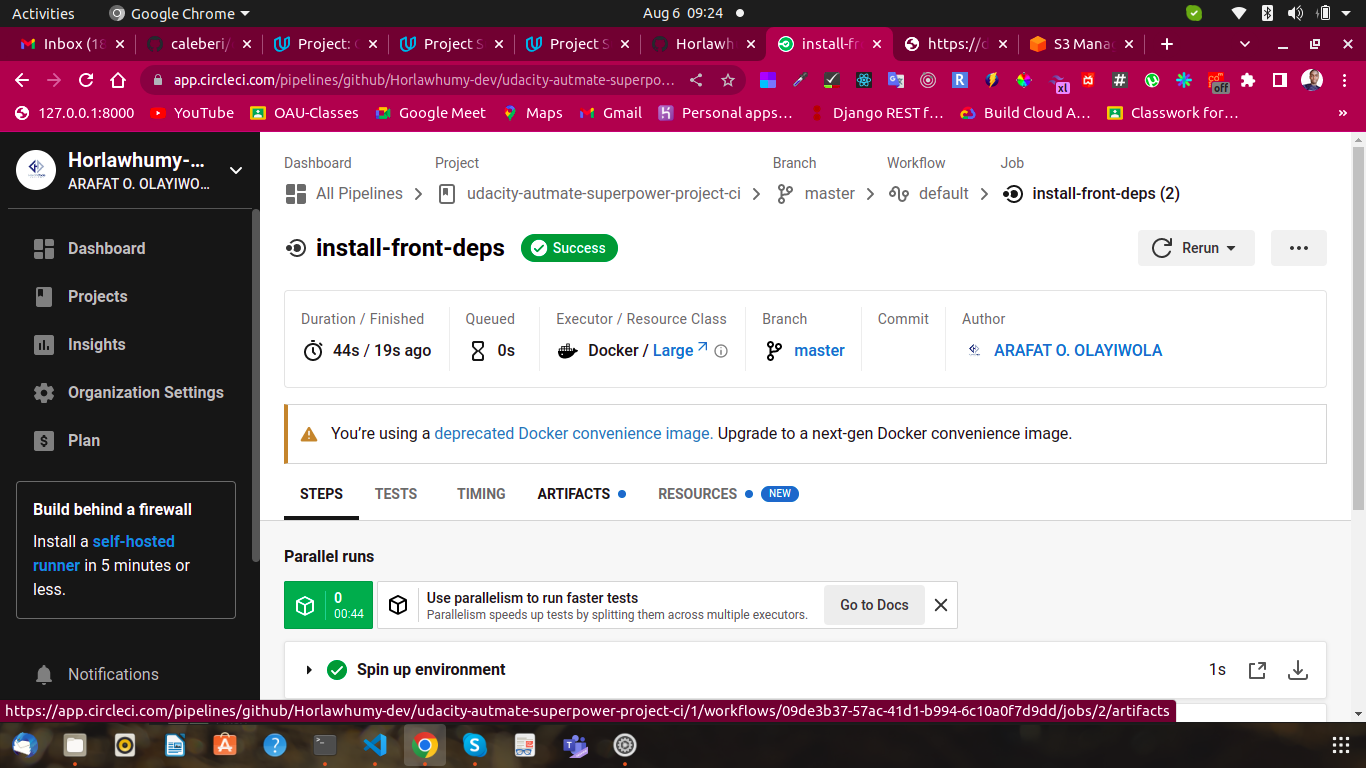 Activities
Google Chrome
Aug 6 09:24
Inbox (18
caleberi/
Project:
Project S
Project S
Horlawh
install-fr
https://c
S3 Mana
app.circleci.com/pipelines/github/Horlawhumy-dev/udacity-autmate-superpo...
R
xl
off
127.0.0.1:8000
YouTube
OAU-Classes
Google Meet
Maps
Gmail
Personal apps...
Django REST f...
Build Cloud A...
Classwork for...
»
Horlawhumy-...
ARAFAT O. OLAYIWO...
Dashboard
Projects
Insights
Organization Settings
Plan
Build behind a firewall
Install a self-hosted
runner in 5 minutes or
less.
Notifications
Dashboard
Project
Branch
Workflow
Job
All Pipelines
udacity-autmate-superpower-project-ci
master
default
install-front-deps (2)
install-front-deps
Success
Rerun
Duration / Finished
Queued
Executor / Resource Class
Branch
Commit
Author
44s / 19s ago
0s
Docker / Large
master
ARAFAT O. OLAYIWOLA
You’re using a deprecated Docker convenience image. Upgrade to a next-gen Docker convenience image.
STEPS
TESTS
TIMING
ARTIFACTS
RESOURCES
NEW
Parallel runs
0
00:44
Use parallelism to run faster tests
Parallelism speeds up tests by splitting them across multiple executors.
Go to Docs
Spin up environment
1s
https://app.circleci.com/pipelines/github/Horlawhumy-dev/udacity-autmate-superpower-project-ci/1/workflows/09de3b37-57ac-41d1-b994-6c10a0f7d9dd/jobs/2/artifacts